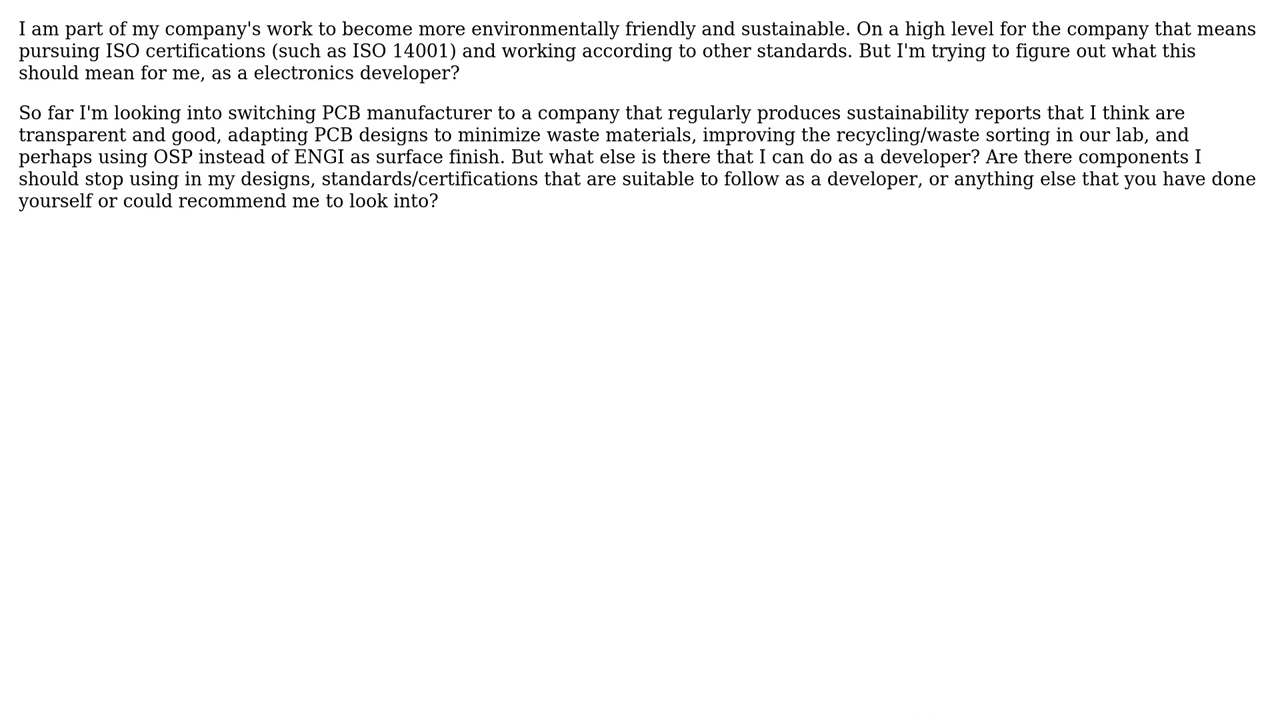 I am part of my company's work to become more environmentally friendly and sustainable. On a high level for the company that means
pursuing ISO certifications (such as ISO 14001) and working according to other standards. But I'm trying to figure out what this
should mean for me, as a electronics developer?
So far I'm looking into switching PCB manufacturer to a company that regularly produces sustainability reports that I think are
transparent and good, adapting PCB designs to minimize waste materials, improving the recycling/waste sorting in our lab, and
perhaps using OSP instead of ENGI as surface finish. But what else is there that I can do as a developer? Are there components I
should stop using in my designs, standards/certifications that are suitable to follow as a developer, or anything else that you have done
yourself or could recommend me to look into?